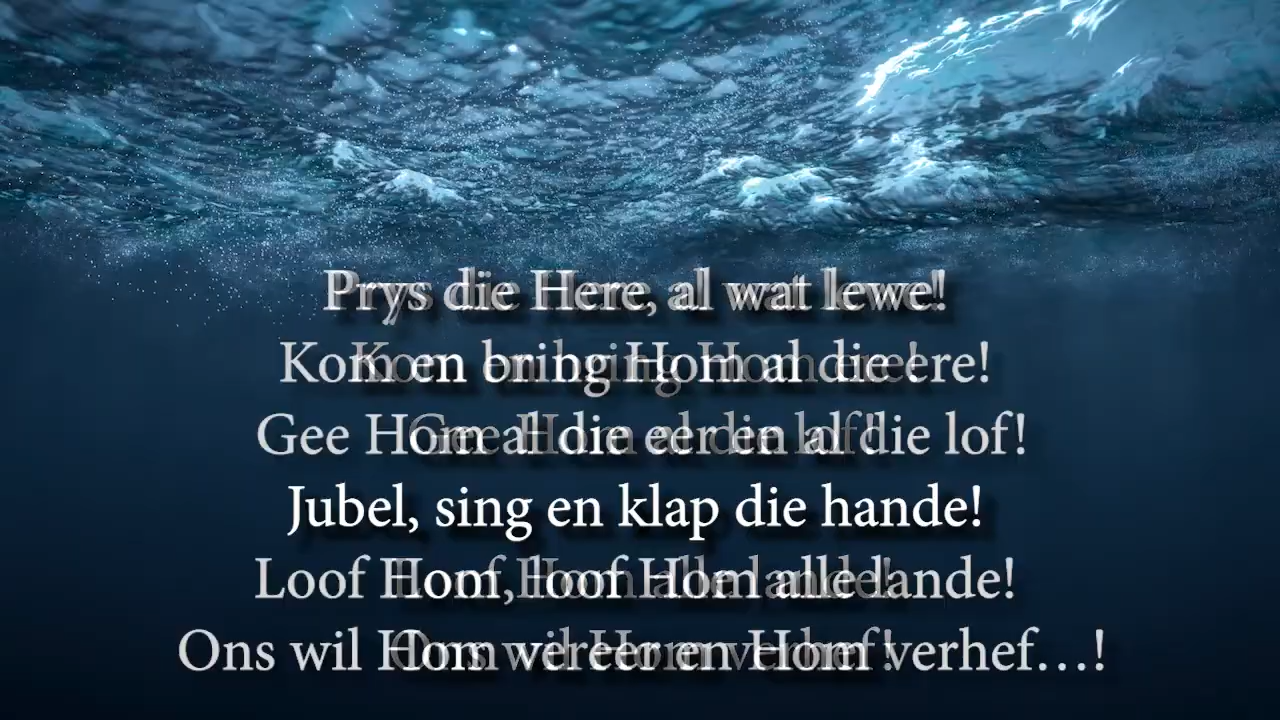 Prys die Here, al wat lewe!
Kom en bring Hom al die ere!
Gee Hom al die eer en al die lof!
Jubel, sing en klap die hande!
Loof Hom, loof Hom alle lande!
Ons wil Hom vereer en Hom verhef…!